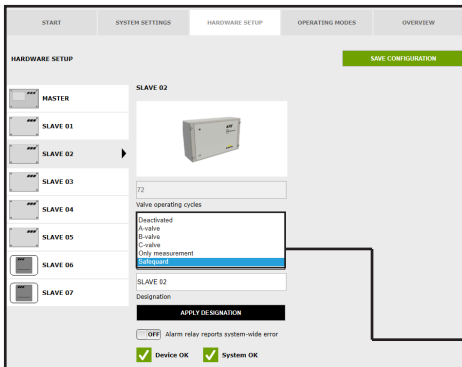 START SYSTEM SETTINGS HARDWARE SETUP OPERATING MODES OVERVIEW
HARDWARE SETUP
SAVE CONFIGURATION
MASTER
SLAVE 01
SLAVE 02
SLAVE 03
SLAVE 04
SLAVE 05
SLAVE 06
SLAVE 07
SLAVE 02
72
Valve operating cycles
Deactivated
A-valve
B-valve
C-valve
Only measurement
Safeguard
SLAVE 02
Designation
APPLY DESIGNATION
OFF Alarm relay reports system-wide error
Device OK System OK